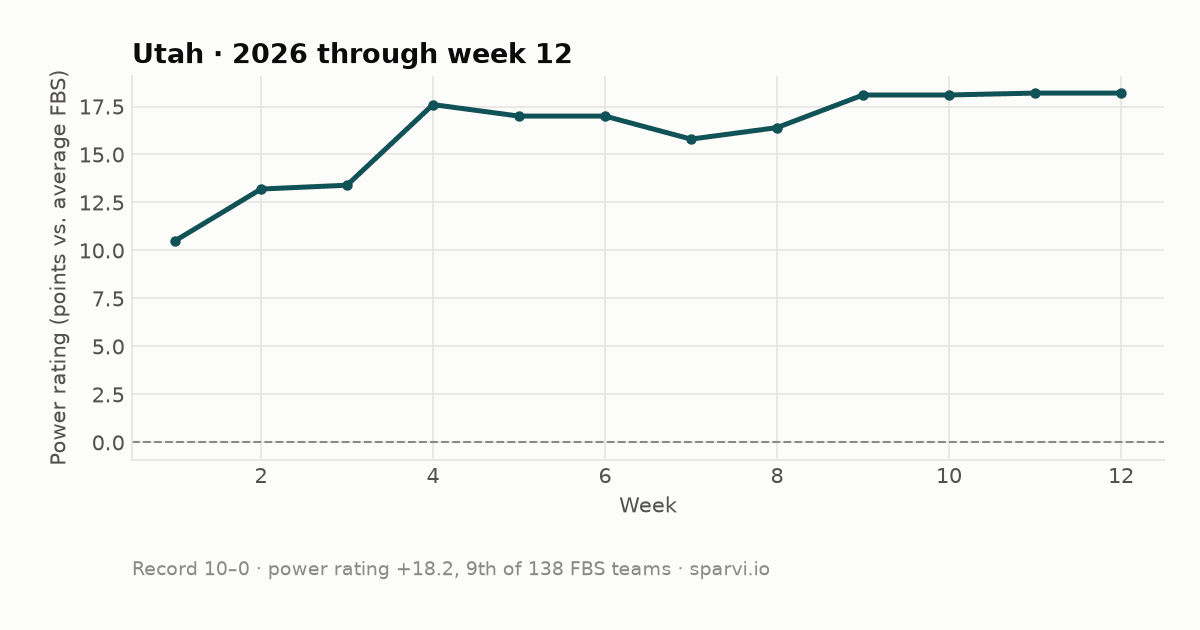 Utah · 2026 through week 12
Power rating (points vs. average FBS)
17.5
15.0
12.5
10.0
7.5
5.0
2.5
0.0
2 4 6 8 10 12
Week
Record 10–0 · power rating +18.2, 9th of 138 FBS teams · sparvi.io